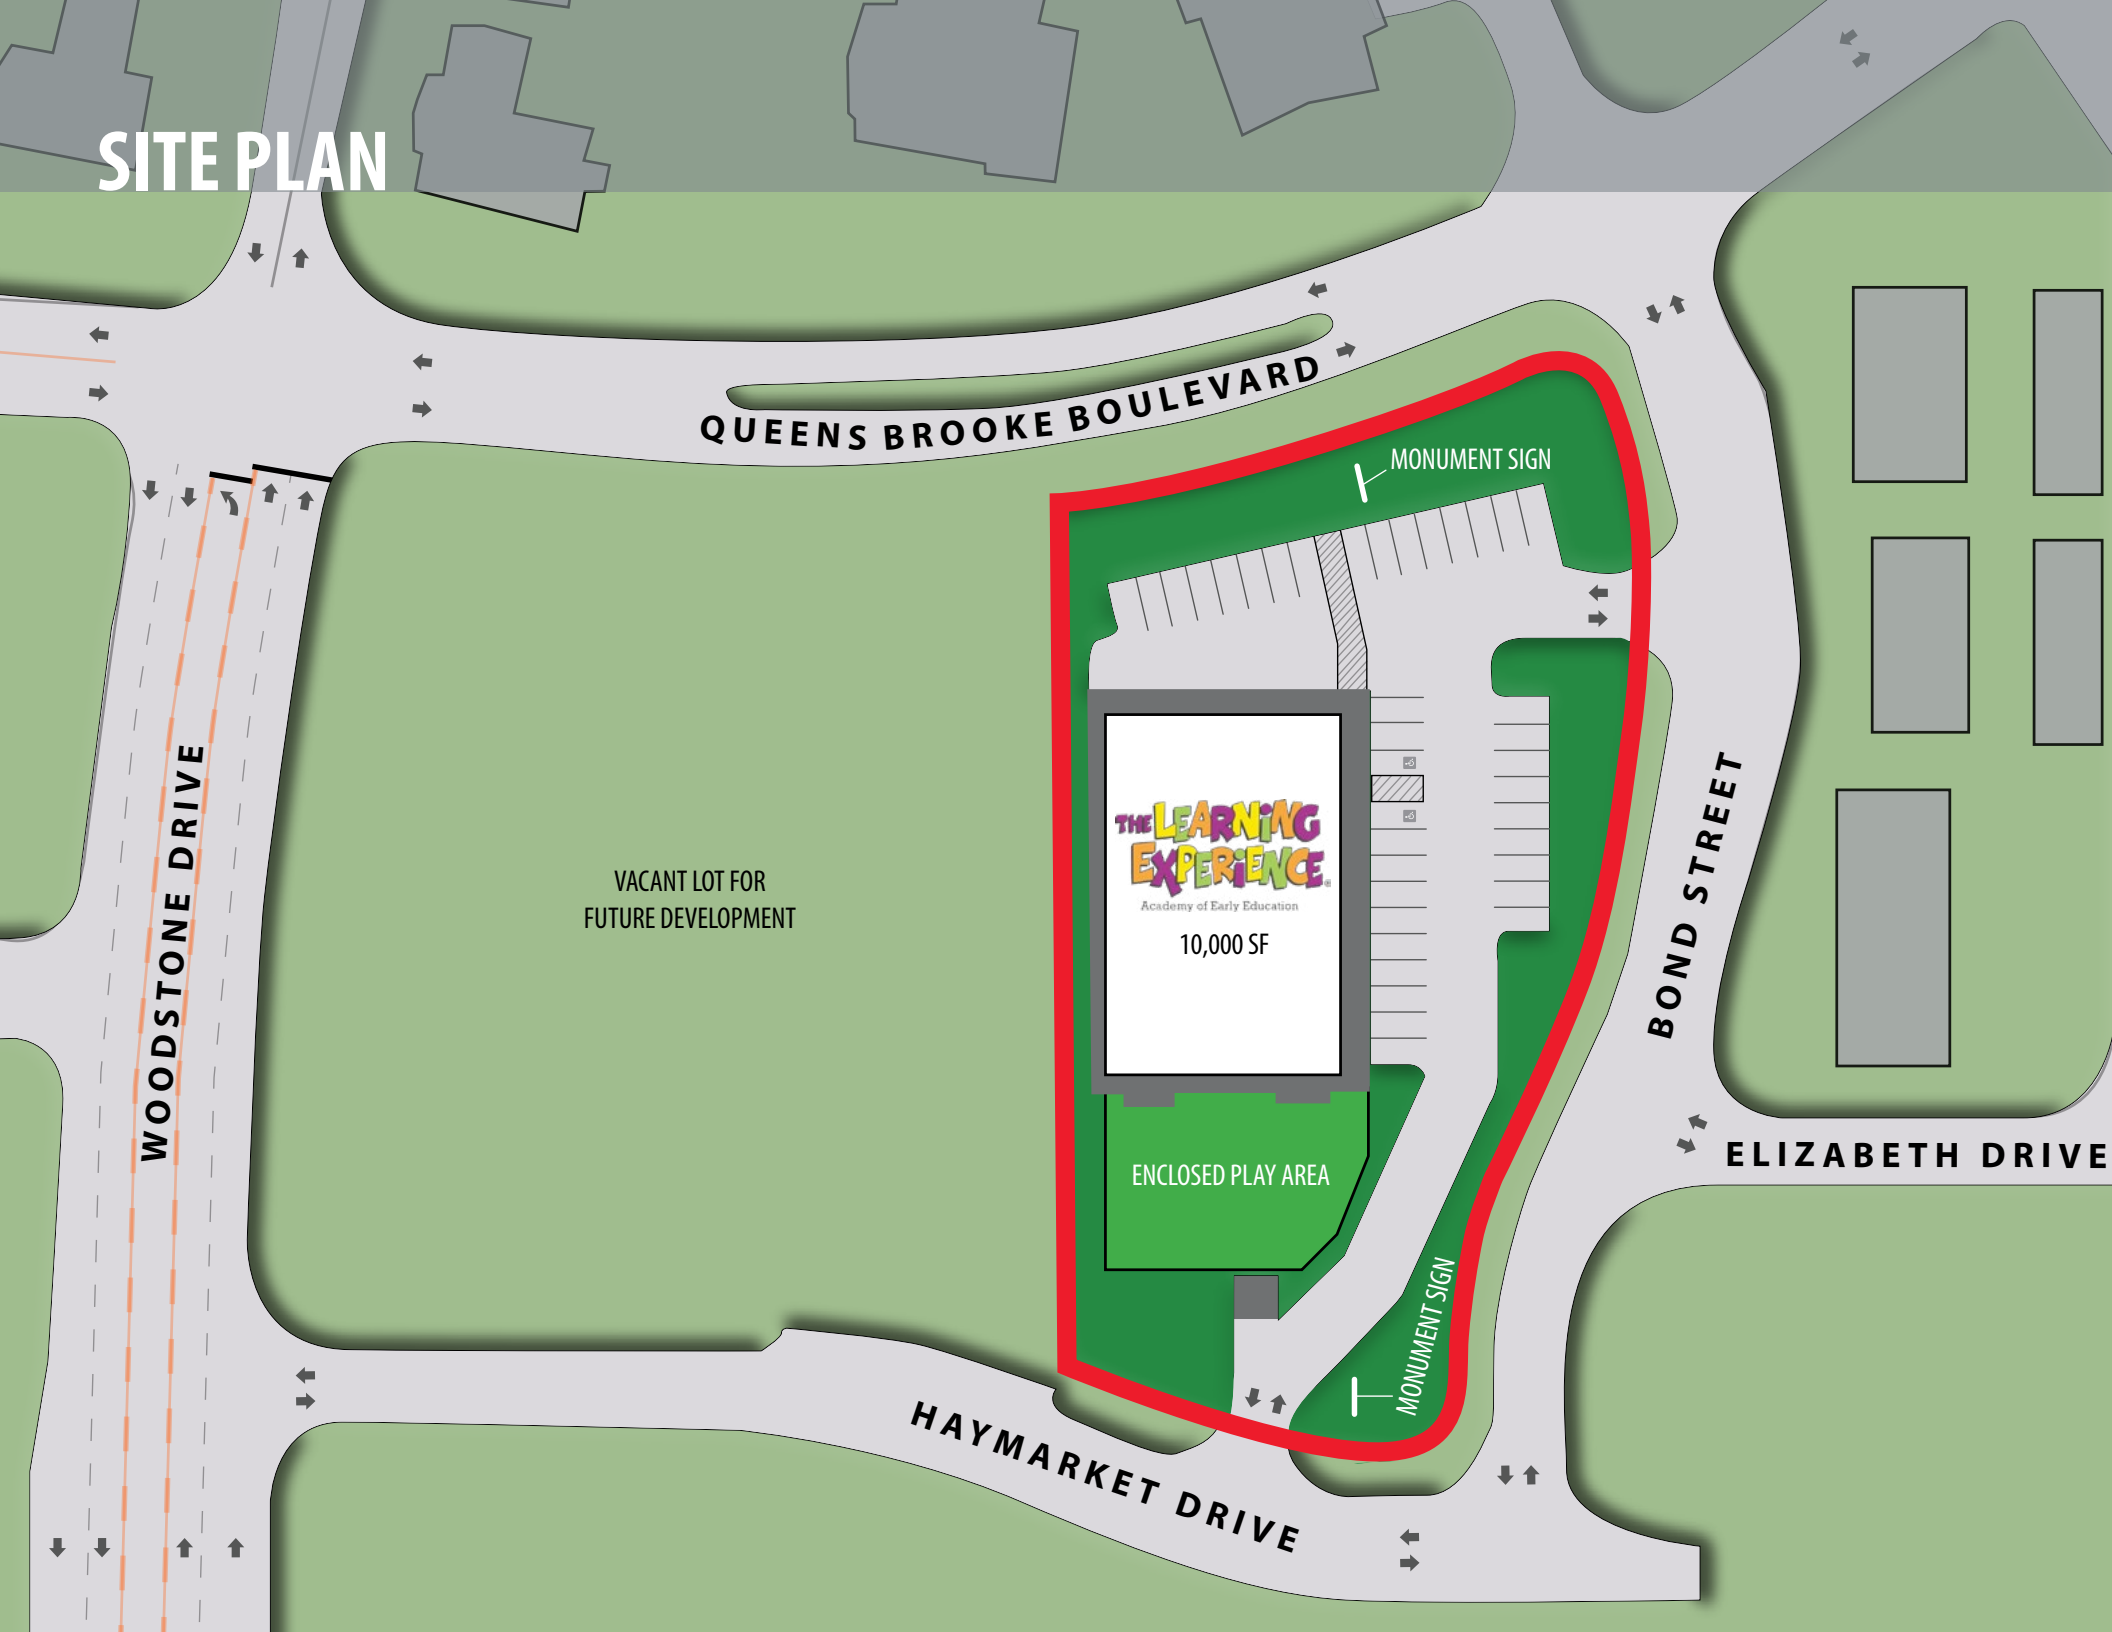 SITE PLAN
QUEENS BROOKE BOULEVARD
MONUMENT SIGN
WOODSTONE DRIVE
VACANT LOT FOR
FUTURE DEVELOPMENT
THE LEARNING
EXPERIENCE®
Academy of Early Education
10,000 SF
BOND STREET
ELIZABETH DRIVE
ENCLOSED PLAY AREA
MONUMENT SIGN
HAYMARKET DRIVE